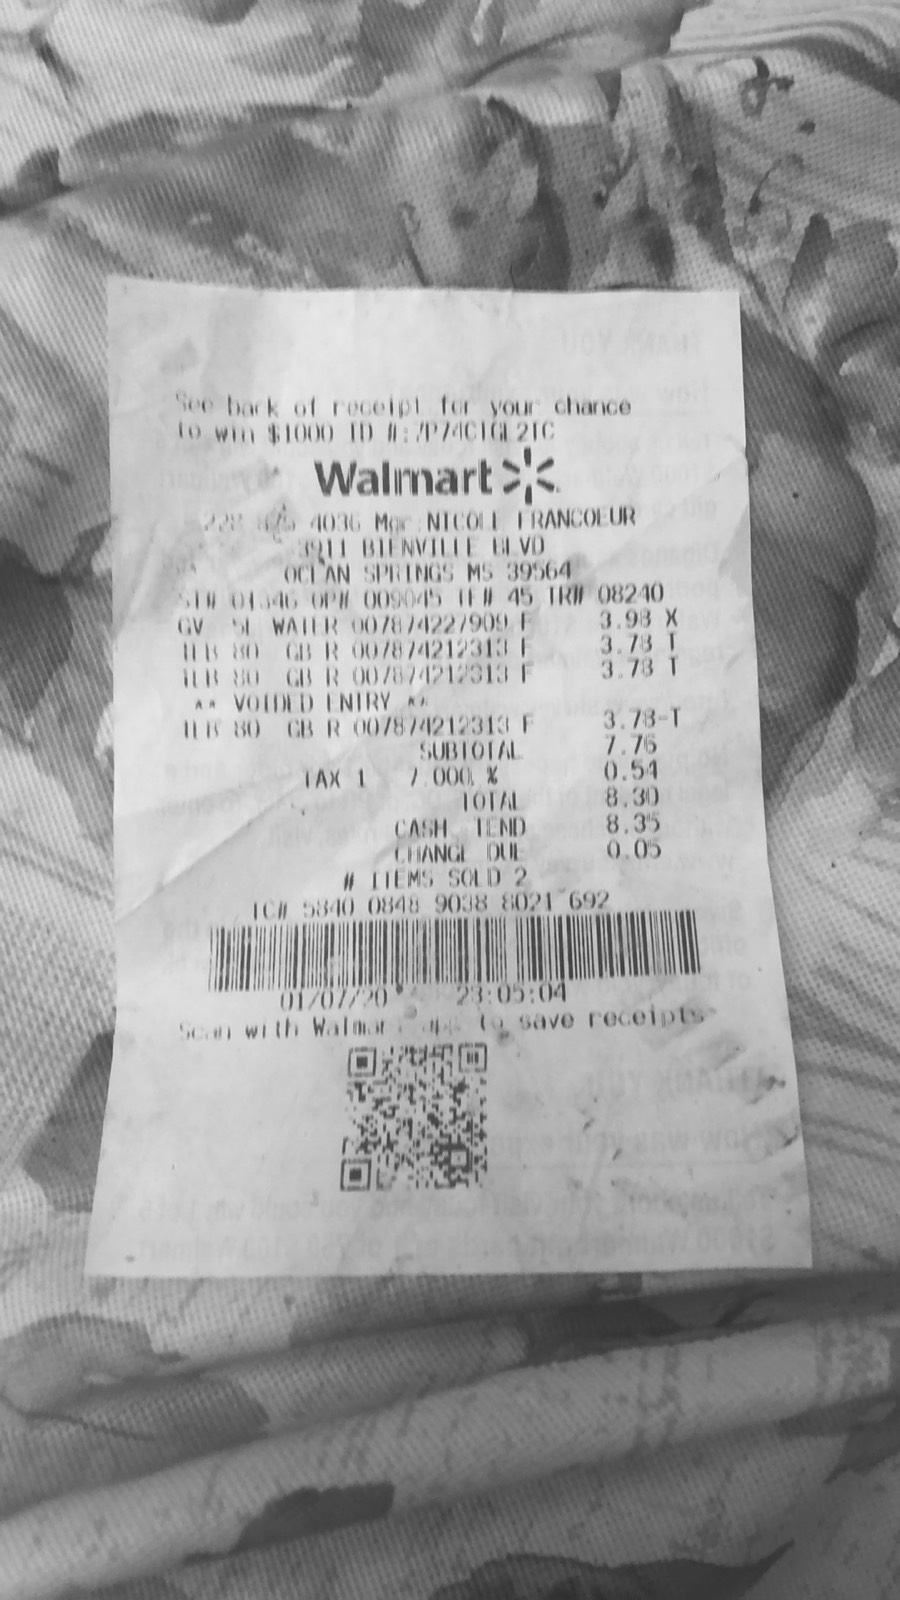 See back of receipt for your chance
to win $1000 ID #:7P74C1GL2TC
Walmart
228 875 4036 Mgr:NICOLE FRANCOEUR
3911 BIENVILLE BLVD
OCEAN SPRINGS MS 39564
ST# 01346 OP# 009045 TE# 45 TR# 08240
GV 5L WATER 007874227909 F 3.98 X
1LB 80 GB R 007874212313 F 3.78 T
1LB 80 GB R 007874212313 F 3.78 T
** VOIDED ENTRY **
1LB 80 GB R 007874212313 F 3.78-T
SUBTOTAL 7.76
TAX 1 7.000 % 0.54
TOTAL 8.30
CASH TEND 8.35
CHANGE DUE 0.05
# ITEMS SOLD 2
TC# 5840 0848 9038 8021 692
01/07/20 23:05:04
Scan with Walmart app to save receipts